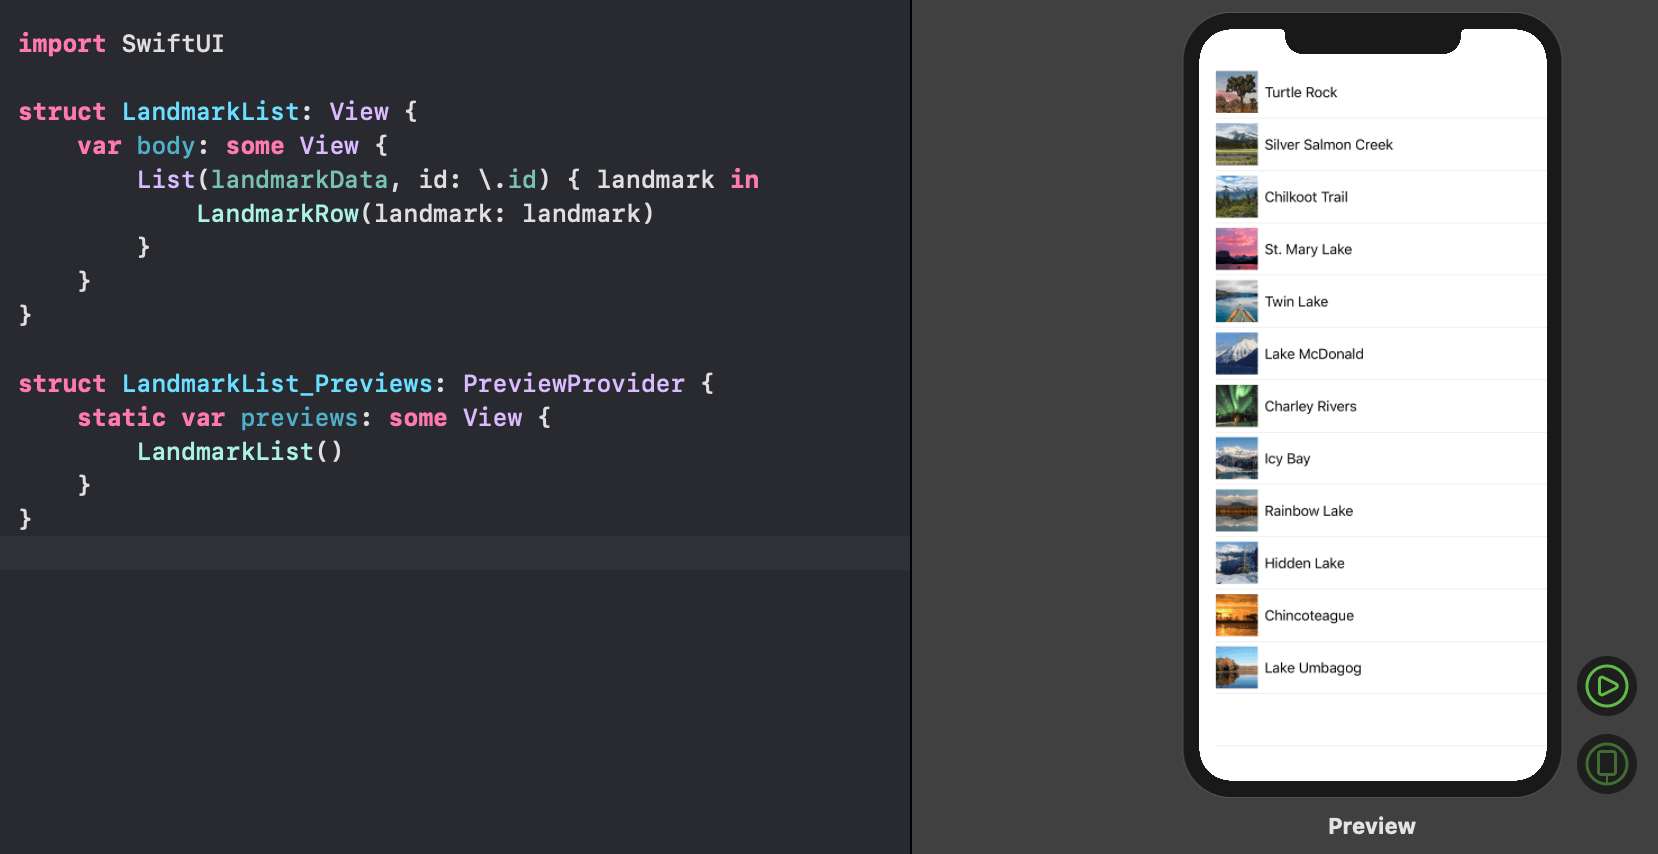 import SwiftUI
struct LandmarkList: View {
    var body: some View {
        List(landmarkData, id: \.id) { landmark in
            LandmarkRow(landmark: landmark)
        }
    }
}
struct LandmarkList_Previews: PreviewProvider {
    static var previews: some View {
        LandmarkList()
    }
}
Turtle Rock
Silver Salmon Creek
Chilkoot Trail
St. Mary Lake
Twin Lake
Lake McDonald
Charley Rivers
Icy Bay
Rainbow Lake
Hidden Lake
Chincoteague
Lake Umbagog
Preview